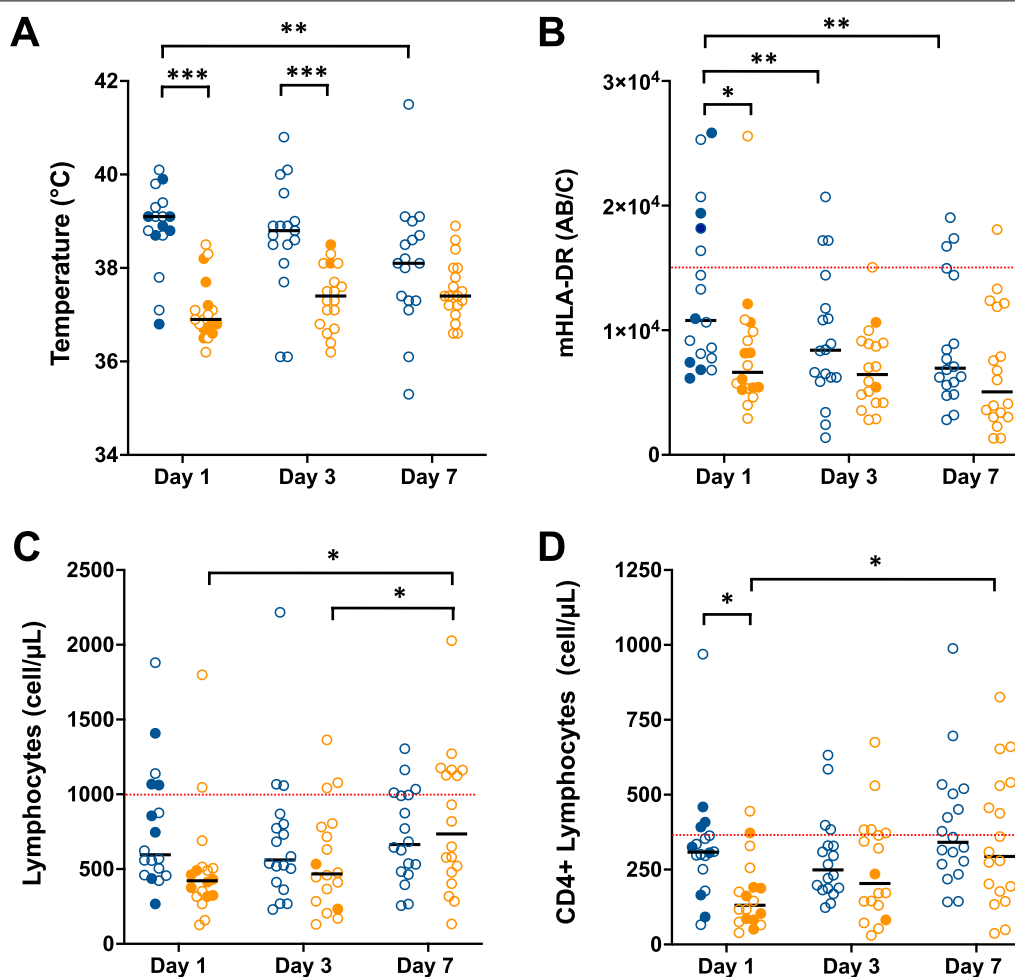 A
**
***
***
42
40
38
36
34
Temperature (°C)
Day 1
Day 3
Day 7
B
**
**
*
3×10⁴
2×10⁴
1×10⁴
0
mHLA-DR (AB/C)
Day 1
Day 3
Day 7
C
*
*
2500
2000
1500
1000
500
0
Lymphocytes (cell/µL)
Day 1
Day 3
Day 7
D
*
*
1250
1000
750
500
250
0
CD4+ Lymphocytes (cell/µL)
Day 1
Day 3
Day 7